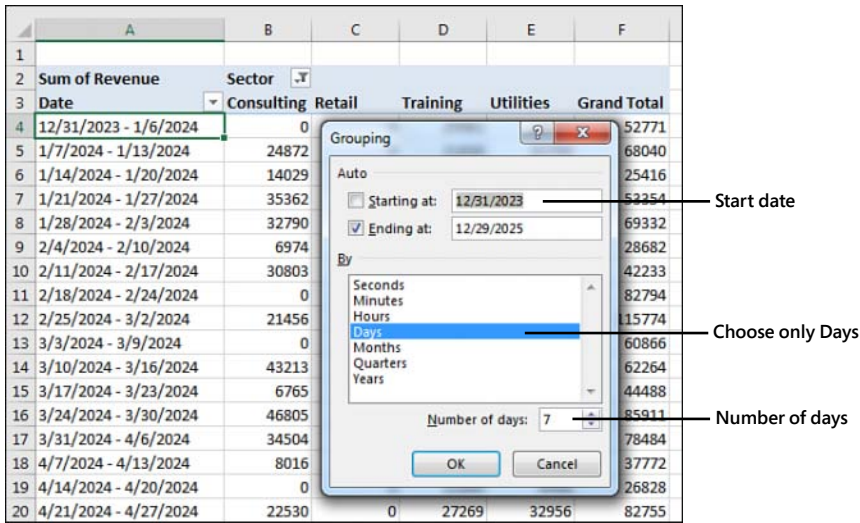 A B C D E F
1
2 Sum of Revenue Sector
3 Date Consulting Retail Training Utilities Grand Total
4 12/31/2023 - 1/6/2024 0 52771
5 1/7/2024 - 1/13/2024 24872 68040
6 1/14/2024 - 1/20/2024 14029 25416
7 1/21/2024 - 1/27/2024 35362 53354
8 1/28/2024 - 2/3/2024 32790 69332
9 2/4/2024 - 2/10/2024 6974 28682
10 2/11/2024 - 2/17/2024 30803 42233
11 2/18/2024 - 2/24/2024 0 82794
12 2/25/2024 - 3/2/2024 21456 115774
13 3/3/2024 - 3/9/2024 0 60866
14 3/10/2024 - 3/16/2024 43213 62264
15 3/17/2024 - 3/23/2024 6765 44488
16 3/24/2024 - 3/30/2024 46805 85911
17 3/31/2024 - 4/6/2024 34504 78484
18 4/7/2024 - 4/13/2024 8016 37772
19 4/14/2024 - 4/20/2024 0 26828
20 4/21/2024 - 4/27/2024 22530 0 27269 32956 82755
Grouping ?
Auto
Starting at: 12/31/2023
Ending at: 12/29/2025
By
Seconds
Minutes
Hours
Days
Months
Quarters
Years
Number of days: 7
OK Cancel
Start date
Choose only Days
Number of days